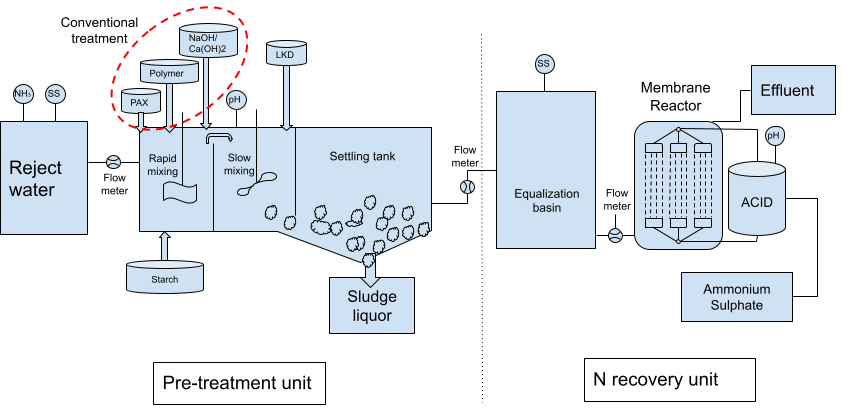 Conventional
treatment
NaOH/
Ca(OH)2
LKD
Polymer
PAX
NH₃
SS
pH
Reject
water
Flow
meter
Rapid
mixing
Slow
mixing
Settling tank
Starch
Sludge
liquor
Pre-treatment unit
Flow
meter
SS
Equalization
basin
Flow
meter
Membrane
Reactor
Effluent
pH
ACID
Ammonium
Sulphate
N recovery unit